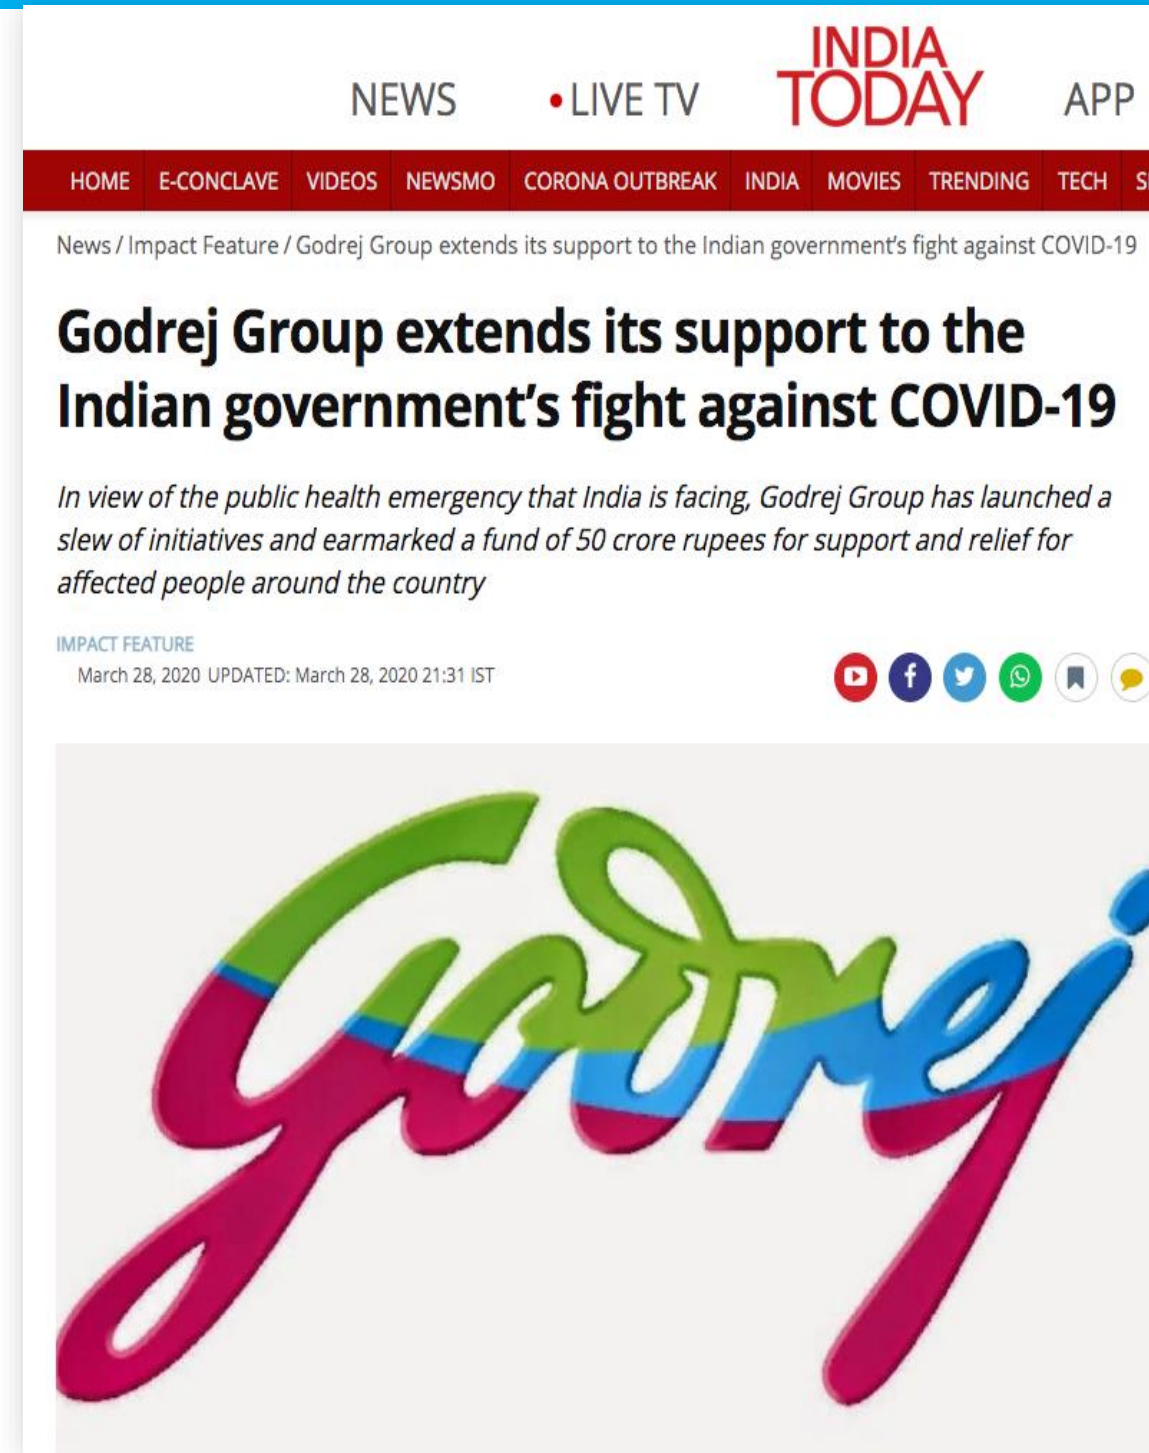 INDIA
TODAY
NEWS
LIVE TV
APP
HOME E-CONCLAVE VIDEOS NEWSMO CORONA OUTBREAK INDIA MOVIES TRENDING TECH
News / Impact Feature / Godrej Group extends its support to the Indian government's fight against COVID-19
Godrej Group extends its support to the
Indian government's fight against COVID-19
In view of the public health emergency that India is facing, Godrej Group has launched a
slew of initiatives and earmarked a fund of 50 crore rupees for support and relief for
affected people around the country
IMPACT FEATURE
March 28, 2020 UPDATED: March 28, 2020 21:31 IST
Godrej